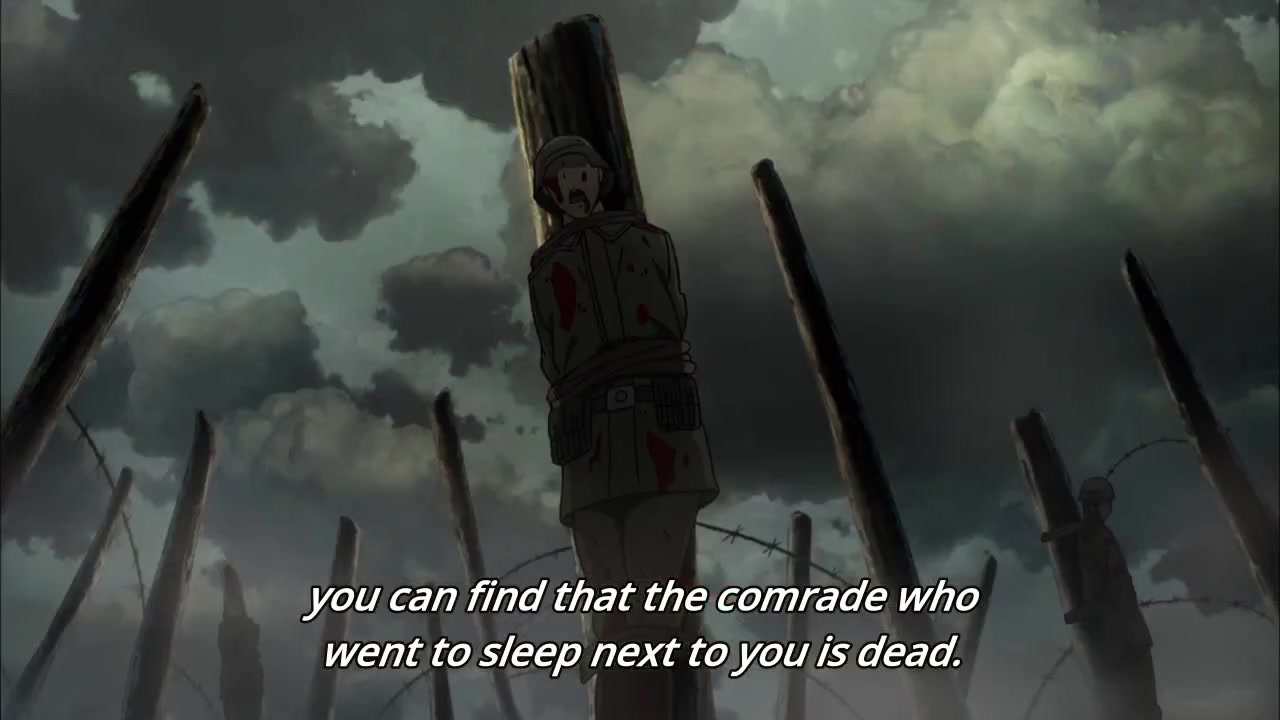 you can find that the comrade who
went to sleep next to you is dead.